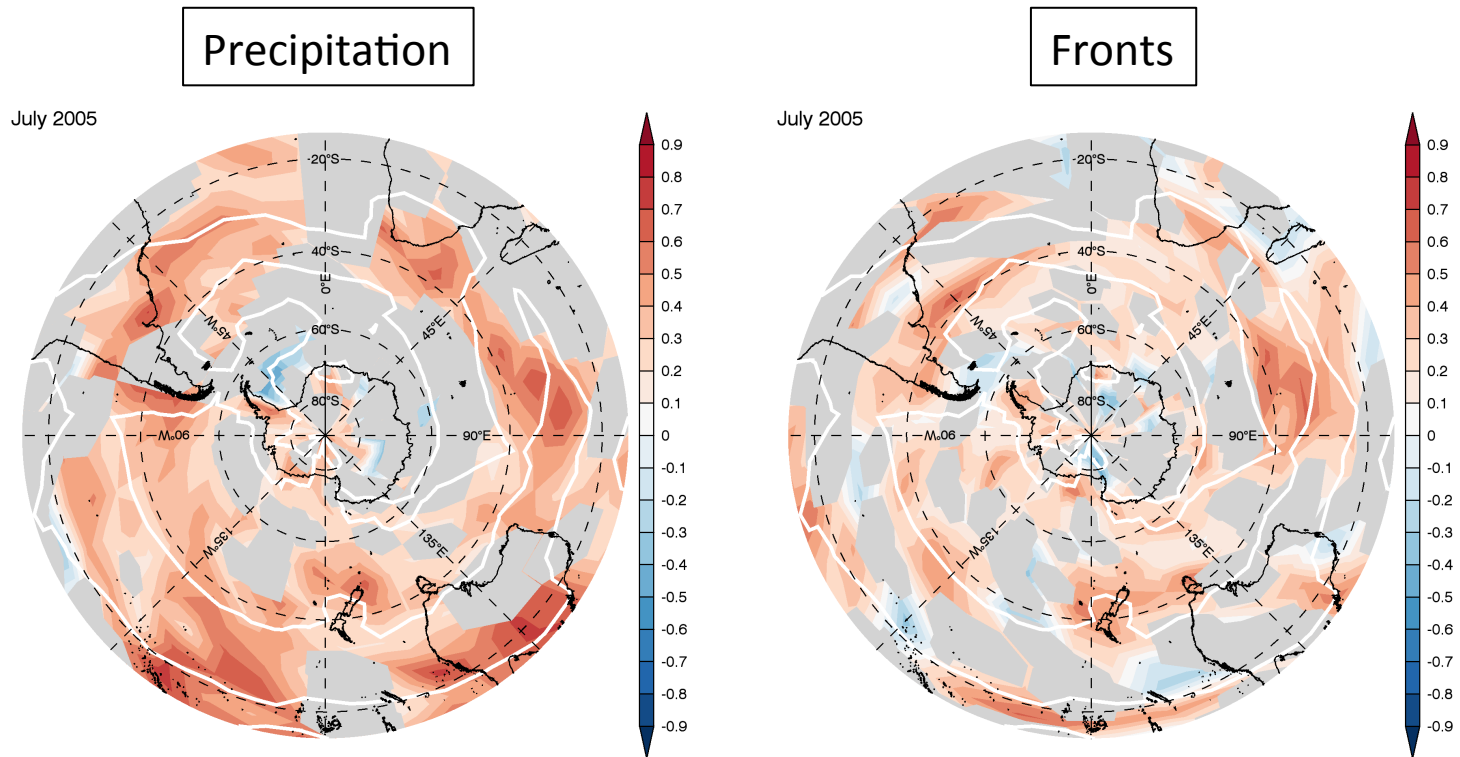 Precipitation
Fronts
July 2005
July 2005
0.9
0.8
0.7
0.6
0.5
0.4
0.3
0.2
0.1
0
-0.1
-0.2
-0.3
-0.4
-0.5
-0.6
-0.7
-0.8
-0.9
20°S
40°S
0°E
60°S
80°S
45°W
45°E
90°W
90°E
135°W
135°E
20°S
40°S
0°E
60°S
80°S
45°W
45°E
90°W
90°E
135°W
135°E
0.9
0.8
0.7
0.6
0.5
0.4
0.3
0.2
0.1
0
-0.1
-0.2
-0.3
-0.4
-0.5
-0.6
-0.7
-0.8
-0.9